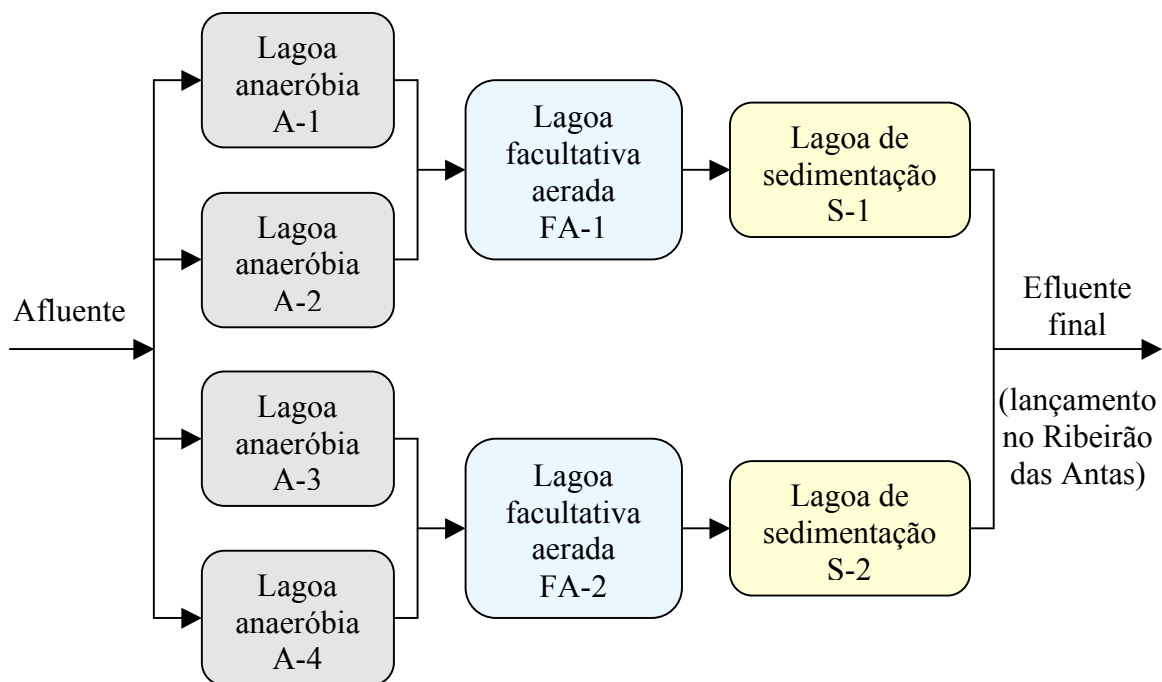 Afluente
Lagoa
anaeróbia
A-1
Lagoa
anaeróbia
A-2
Lagoa
anaeróbia
A-3
Lagoa
anaeróbia
A-4
Lagoa
facultativa
aerada
FA-1
Lagoa
facultativa
aerada
FA-2
Lagoa de
sedimentação
S-1
Lagoa de
sedimentação
S-2
Efluente
final
(lançamento
no Ribeirão
das Antas)